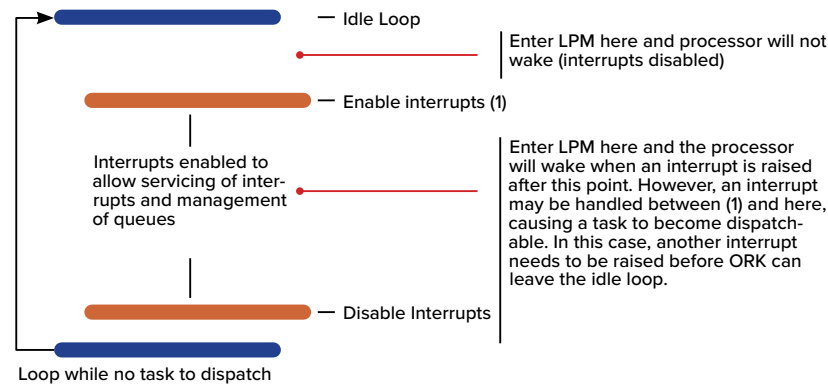 Idle Loop
Enter LPM here and processor will not
wake (interrupts disabled)
Enable interrupts (1)
Interrupts enabled to
allow servicing of inter-
rupts and management
of queues
Enter LPM here and the processor
will wake when an interrupt is raised
after this point. However, an interrupt
may be handled between (1) and here,
causing a task to become dispatch-
able. In this case, another interrupt
needs to be raised before ORK can
leave the idle loop.
Disable Interrupts
Loop while no task to dispatch